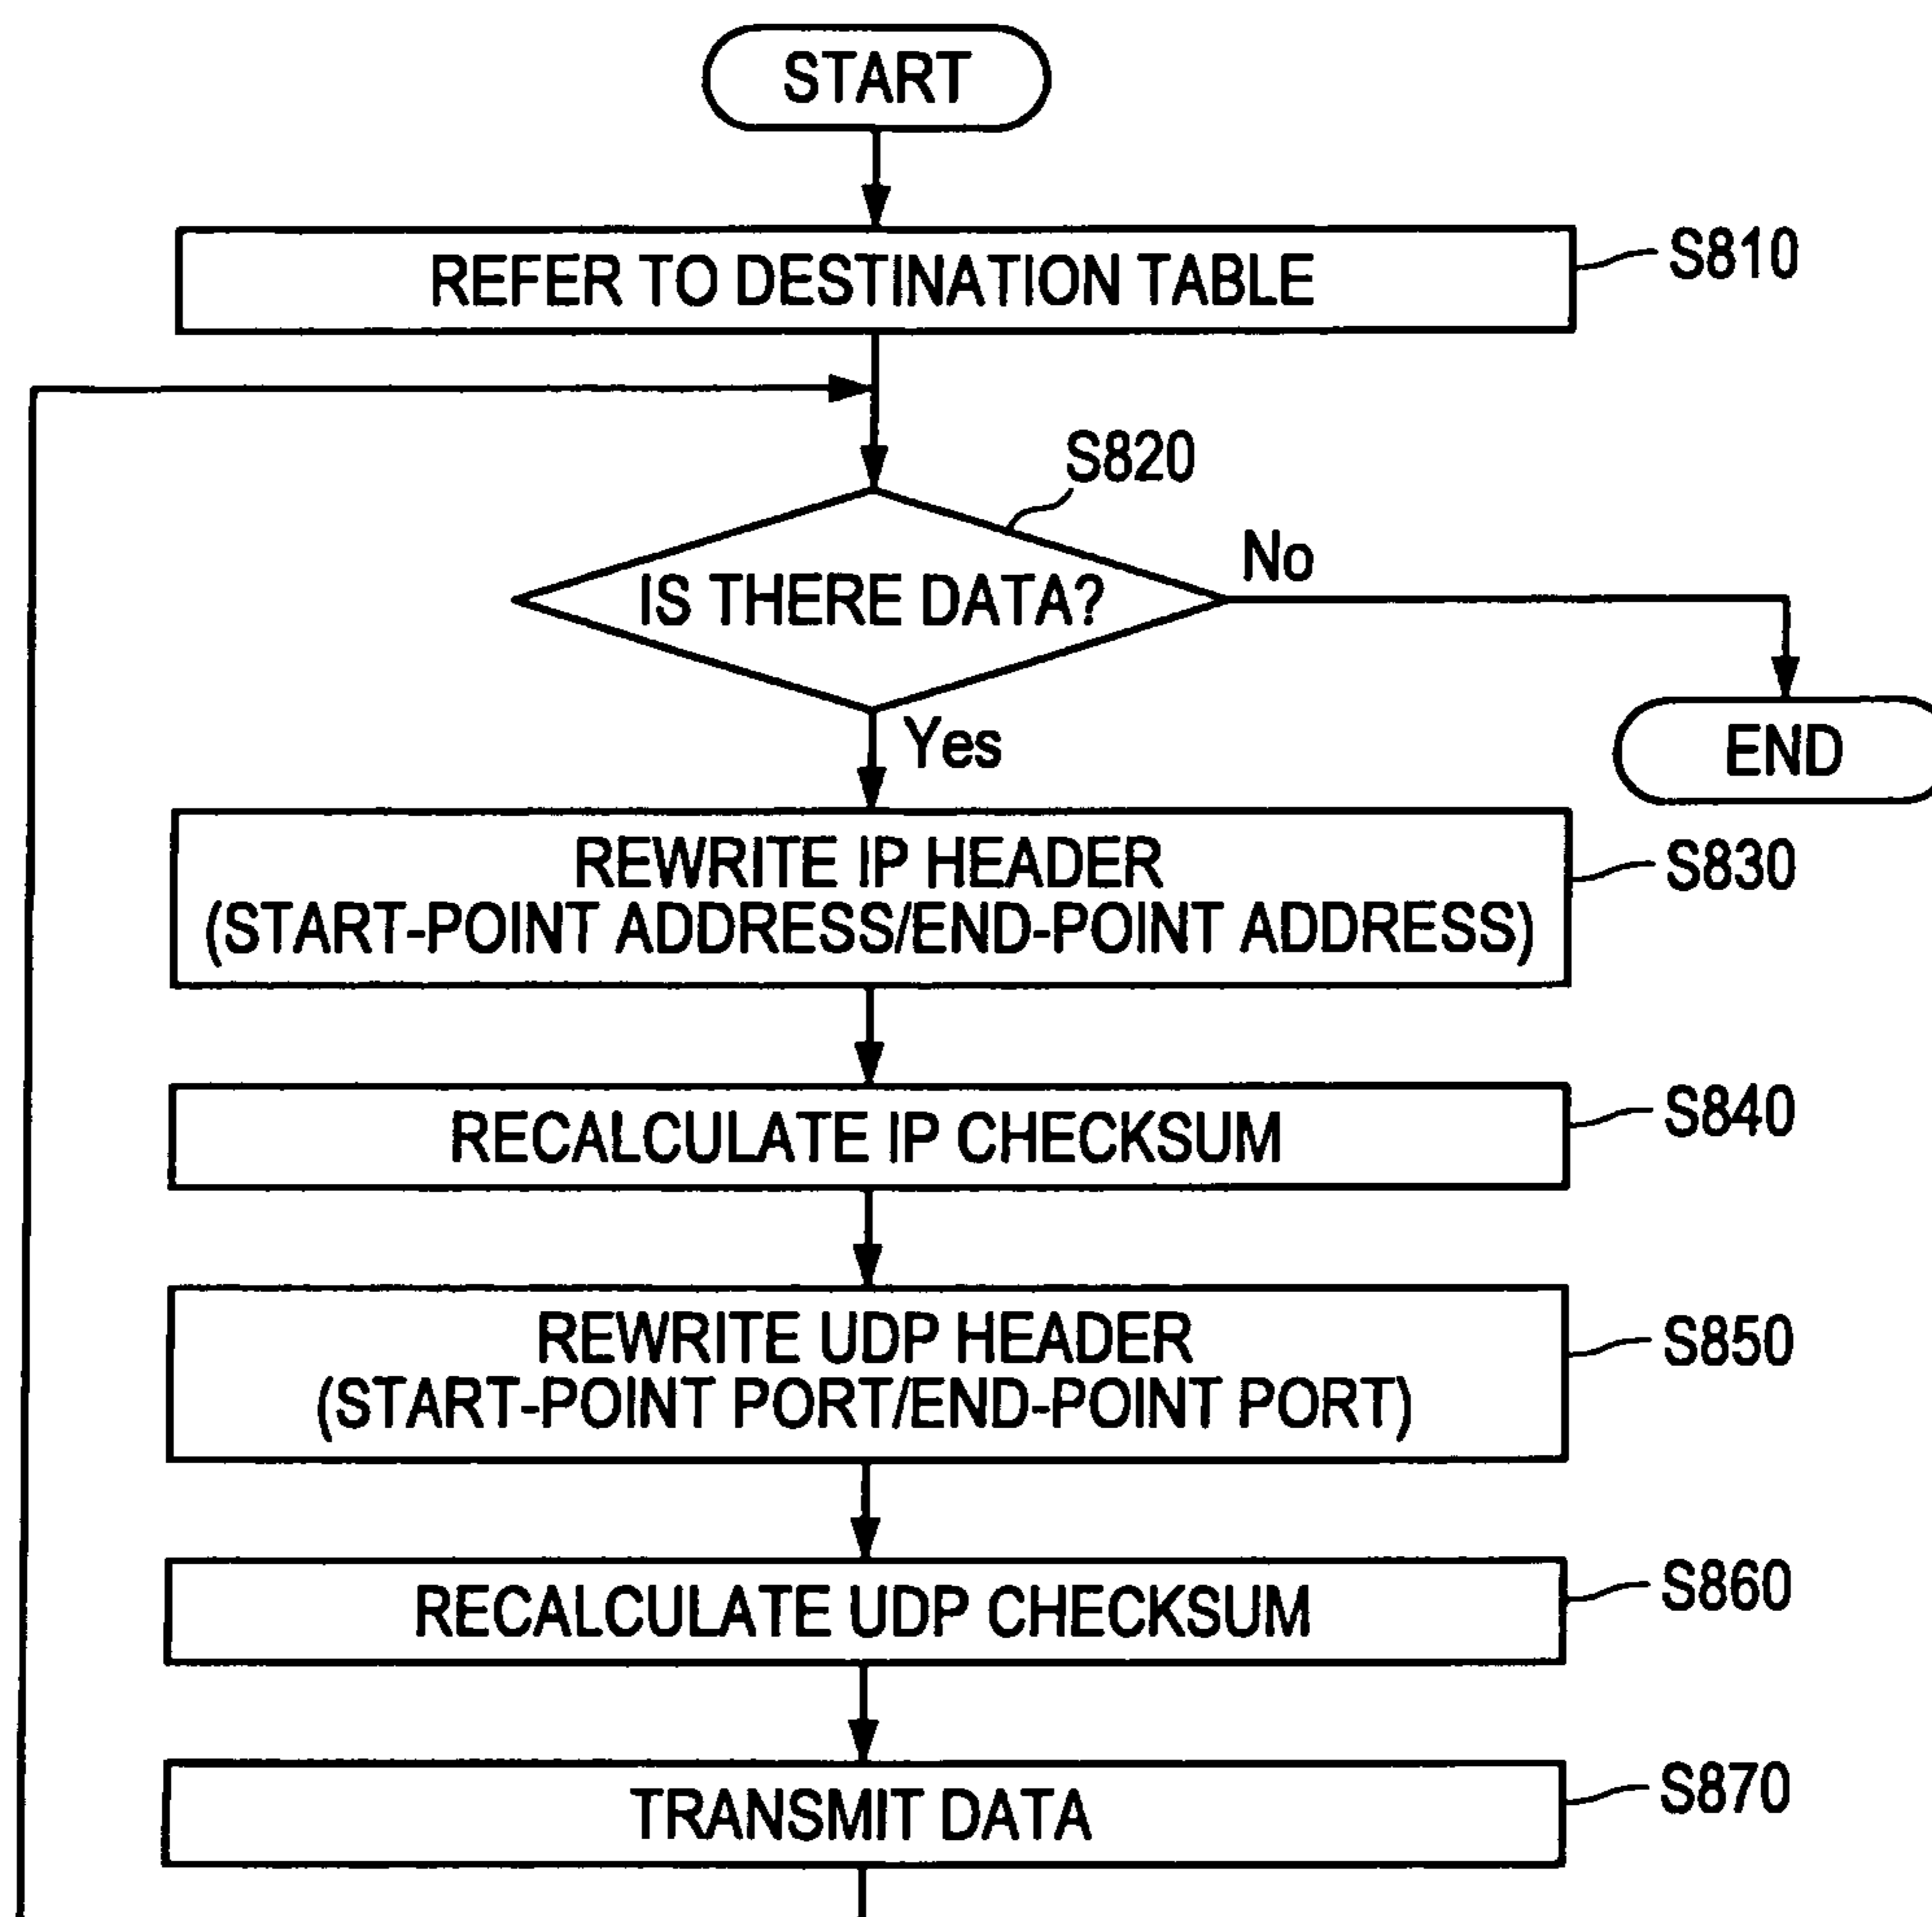 START
REFER TO DESTINATION TABLE
S810
S820
IS THERE DATA?
No
Yes
END
REWRITE IP HEADER
(START-POINT ADDRESS/END-POINT ADDRESS)
S830
RECALCULATE IP CHECKSUM
S840
REWRITE UDP HEADER
(START-POINT PORT/END-POINT PORT)
S850
RECALCULATE UDP CHECKSUM
S860
TRANSMIT DATA
S870